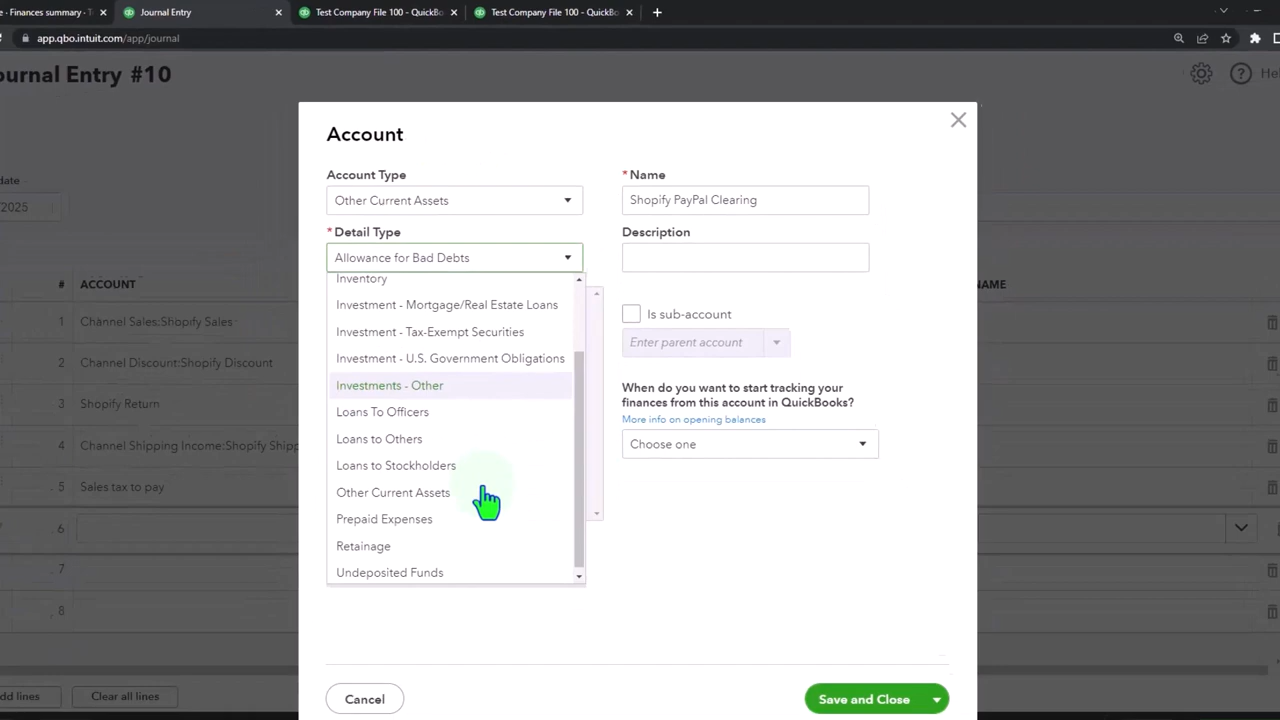 - Finances summary - T
Journal Entry
Test Company File 100 - QuickB
Test Company File 100 - QuickBo
app.qbo.intuit.com/app/journal
ournal Entry #10
He
date
/2025
# ACCOUNT
NAME
1 Channel Sales:Shopify Sales
2 Channel Discount:Shopify Discount
3 Shopify Return
4 Channel Shipping Income:Shopify Shipp
5 Sales tax to pay
6
7
8
dd lines
Clear all lines
Account
Account Type
Other Current Assets
* Name
Shopify PayPal Clearing
* Detail Type
Allowance for Bad Debts
Description
Inventory
Investment - Mortgage/Real Estate Loans
Investment - Tax-Exempt Securities
Investment - U.S. Government Obligations
Investments - Other
Loans To Officers
Loans to Others
Loans to Stockholders
Other Current Assets
Prepaid Expenses
Retainage
Undeposited Funds
Is sub-account
Enter parent account
When do you want to start tracking your
finances from this account in QuickBooks?
More info on opening balances
Choose one
Cancel
Save and Close